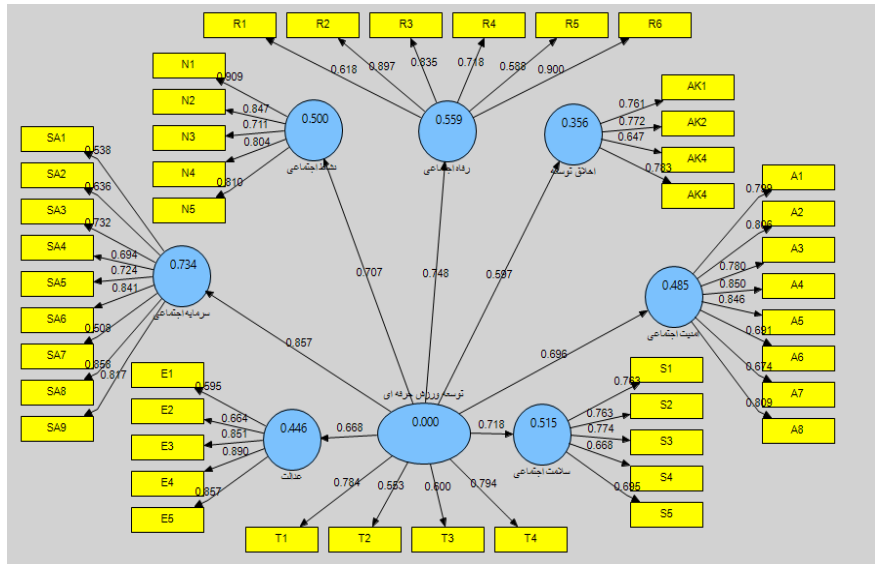 R1 R2 R3 R4 R5 R6
0.618 0.897 0.835 0.718 0.588 0.900
N1
N2
N3
N4
N5
0.909
0.847
0.711
0.804
0.810
0.500
نشاط اجتماعی
0.559
رفاه اجتماعی
0.356
اخلاق توسعه
AK1
AK2
AK4
AK4
0.761
0.772
0.647
0.783
SA1
SA2
SA3
SA4
SA5
SA6
SA7
SA8
SA9
0.538
0.636
0.732
0.694
0.724
0.841
0.508
0.858
0.817
0.734
سرمایه اجتماعی
A1
A2
A3
A4
A5
A6
A7
A8
0.799
0.806
0.780
0.850
0.846
0.691
0.674
0.809
0.485
امنیت اجتماعی
0.707
0.748
0.597
0.857
0.696
0.668
0.718
توسعه ورزش حرفه ای
0.000
E1
E2
E3
E4
E5
0.595
0.664
0.851
0.890
0.857
0.446
عدالت
0.515
سلامت اجتماعی
S1
S2
S3
S4
S5
0.763
0.763
0.774
0.668
0.695
0.784 0.553 0.600 0.794
T1 T2 T3 T4